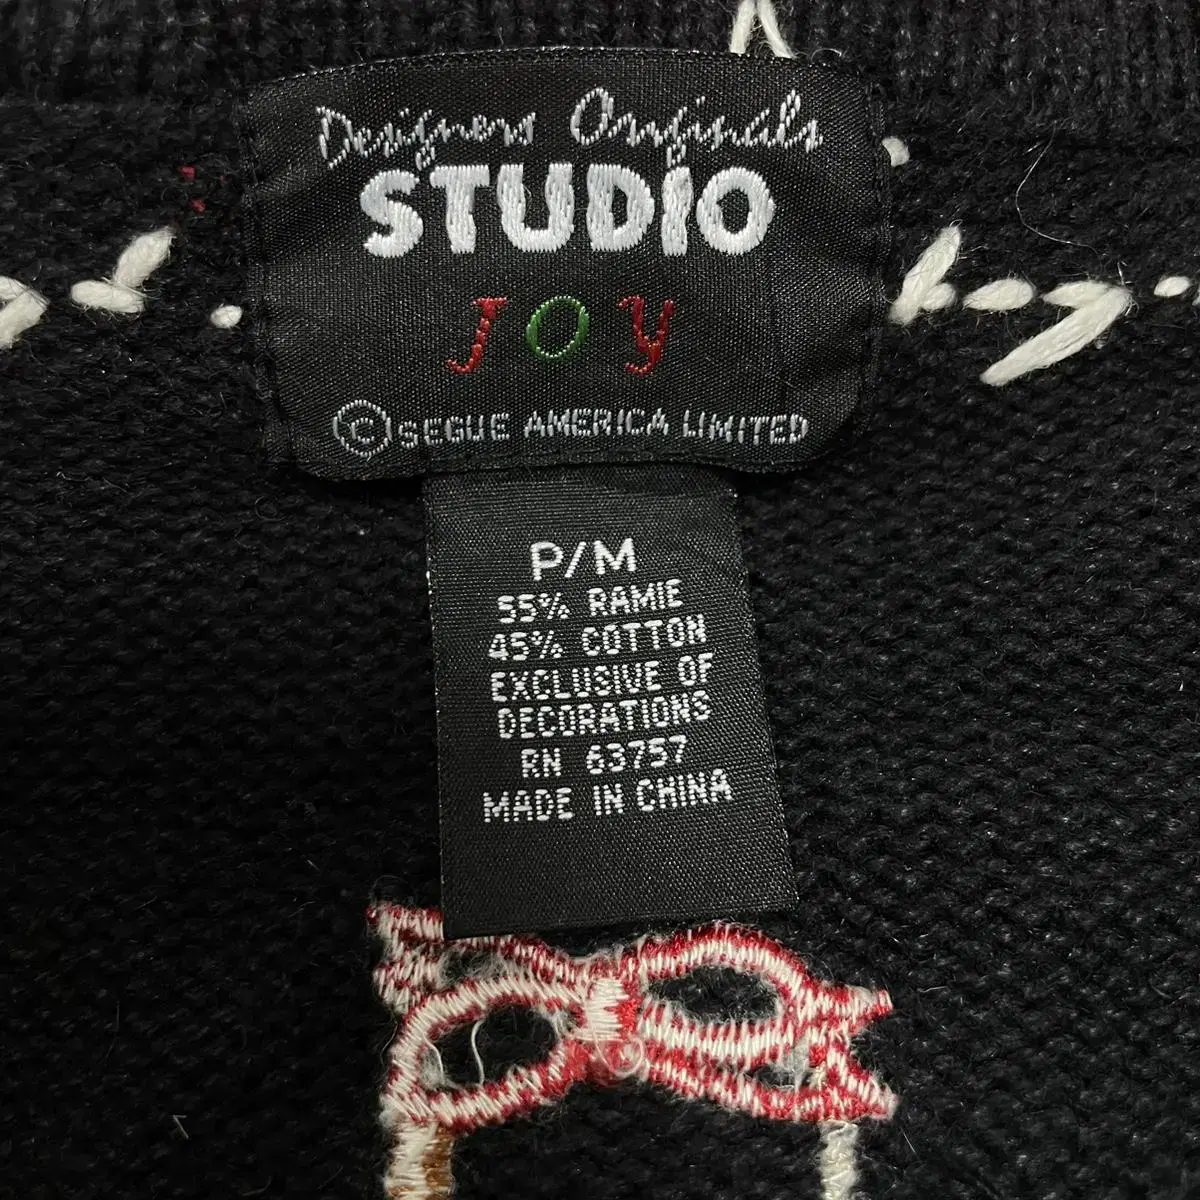 Designers Originals
STUDIO
JOY
© SEGUE AMERICA LIMITED
P/M
55% RAMIE
45% COTTON
EXCLUSIVE OF
DECORATIONS
RN 63757
MADE IN CHINA